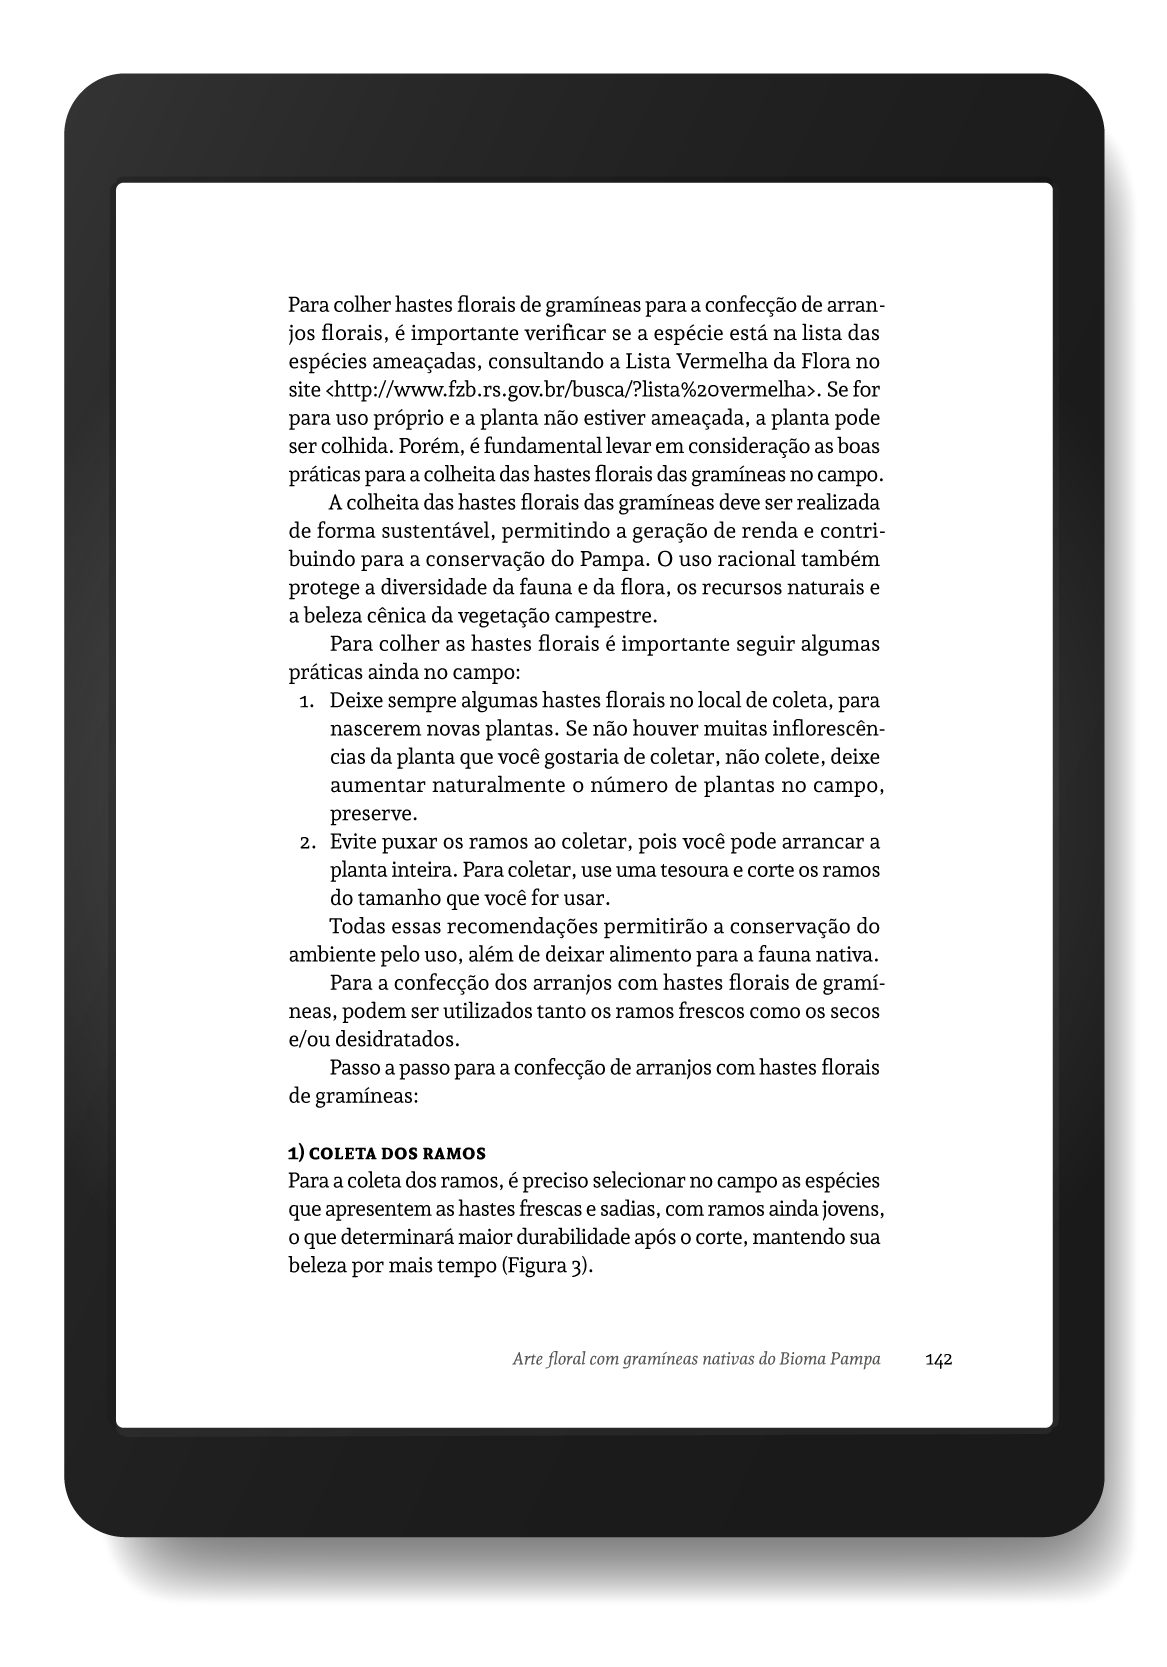 Para colher hastes florais de gramíneas para a confecção de arran-
jos florais, é importante verificar se a espécie está na lista das
espécies ameaçadas, consultando a Lista Vermelha da Flora no
site <http://www.fzb.rs.gov.br/busca/?lista%20vermelha>. Se for
para uso próprio e a planta não estiver ameaçada, a planta pode
ser colhida. Porém, é fundamental levar em consideração as boas
práticas para a colheita das hastes florais das gramíneas no campo.
A colheita das hastes florais das gramíneas deve ser realizada
de forma sustentável, permitindo a geração de renda e contri-
buindo para a conservação do Pampa. O uso racional também
protege a diversidade da fauna e da flora, os recursos naturais e
a beleza cênica da vegetação campestre.
Para colher as hastes florais é importante seguir algumas
práticas ainda no campo:
1. Deixe sempre algumas hastes florais no local de coleta, para
nascerem novas plantas. Se não houver muitas inflorescên-
cias da planta que você gostaria de coletar, não colete, deixe
aumentar naturalmente o número de plantas no campo,
preserve.
2. Evite puxar os ramos ao coletar, pois você pode arrancar a
planta inteira. Para coletar, use uma tesoura e corte os ramos
do tamanho que você for usar.
Todas essas recomendações permitirão a conservação do
ambiente pelo uso, além de deixar alimento para a fauna nativa.
Para a confecção dos arranjos com hastes florais de gramí-
neas, podem ser utilizados tanto os ramos frescos como os secos
e/ou desidratados.
Passo a passo para a confecção de arranjos com hastes florais
de gramíneas:
1) COLETA DOS RAMOS
Para a coleta dos ramos, é preciso selecionar no campo as espécies
que apresentem as hastes frescas e sadias, com ramos ainda jovens,
o que determinará maior durabilidade após o corte, mantendo sua
beleza por mais tempo (Figura 3).
Arte floral com gramíneas nativas do Bioma Pampa 142